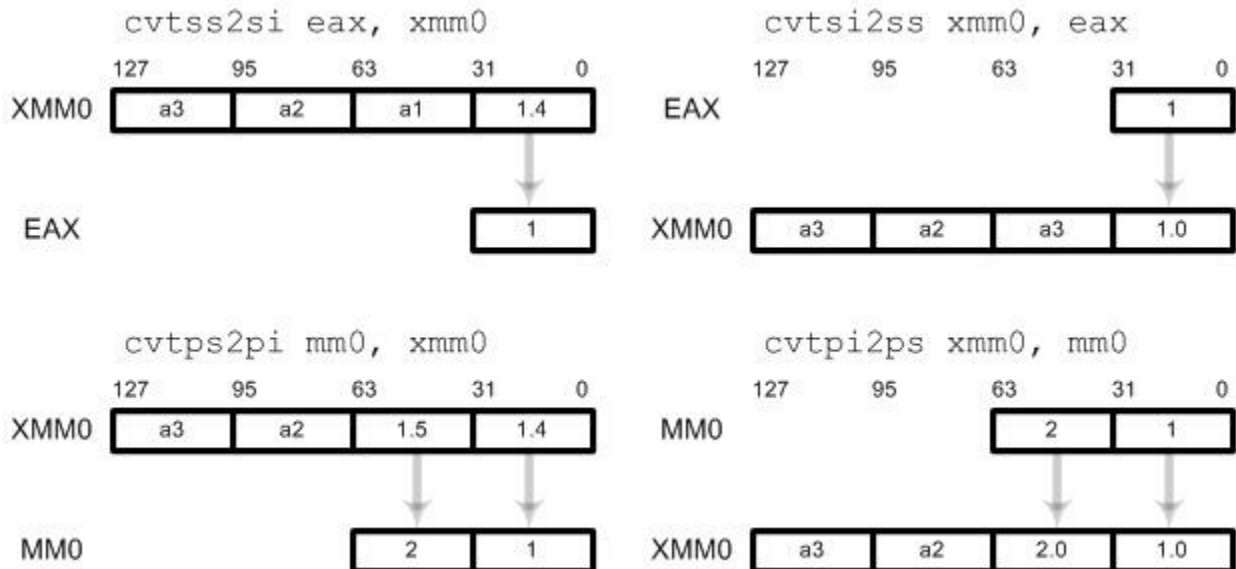 cvtss2si eax, xmm0
127 95 63 31 0
XMM0 a3 a2 a1 1.4
EAX 1
cvtsi2ss xmm0, eax
127 95 63 31 0
EAX 1
XMM0 a3 a2 a3 1.0
cvtps2pi mm0, xmm0
127 95 63 31 0
XMM0 a3 a2 1.5 1.4
MM0 2 1
cvtpi2ps xmm0, mm0
127 95 63 31 0
MM0 2 1
XMM0 a3 a2 2.0 1.0